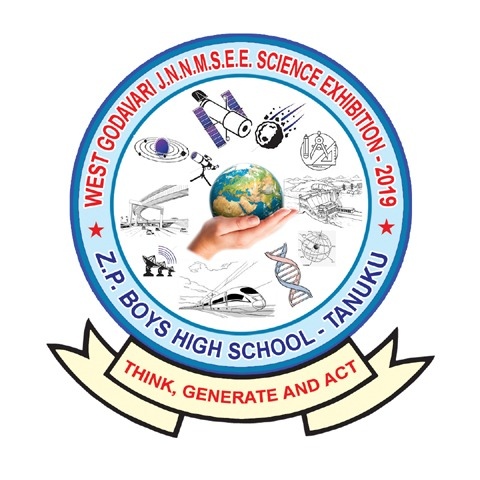 WEST GODAVARI J.N.N.M.S.E.E. SCIENCE EXHIBITION - 2019
Z.P. BOYS HIGH SCHOOL - TANUKU
THINK, GENERATE AND ACT